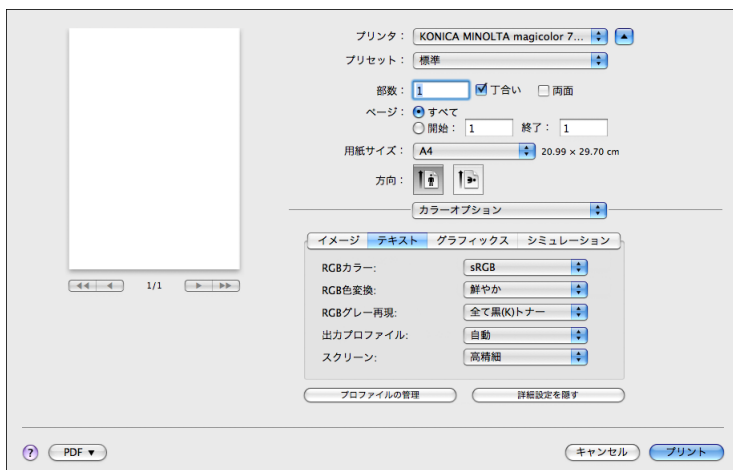 プリンタ： KONICA MINOLTA magicolor 7...
プリセット： 標準
部数： 1 丁合い 両面
ページ： すべて
開始： 1 終了： 1
用紙サイズ： A4 20.99 × 29.70 cm
方向：
カラーオプション
イメージ テキスト グラフィックス シミュレーション
RGBカラー: sRGB
RGB色変換: 鮮やか
RGBグレー再現: 全て黒(K)トナー
出力プロファイル: 自動
スクリーン: 高精細
1/1
プロファイルの管理 詳細設定を隠す
? PDF ▼ キャンセル プリント